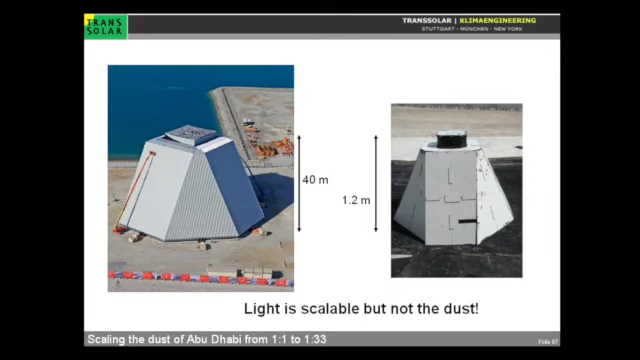 TRANS
SOLAR
TRANSSOLAR | KLIMAENGINEERING
STUTTGART - MÜNCHEN - NEW YORK
40 m
1.2 m
Light is scalable but not the dust!
Scaling the dust of Abu Dhabi from 1:1 to 1:33